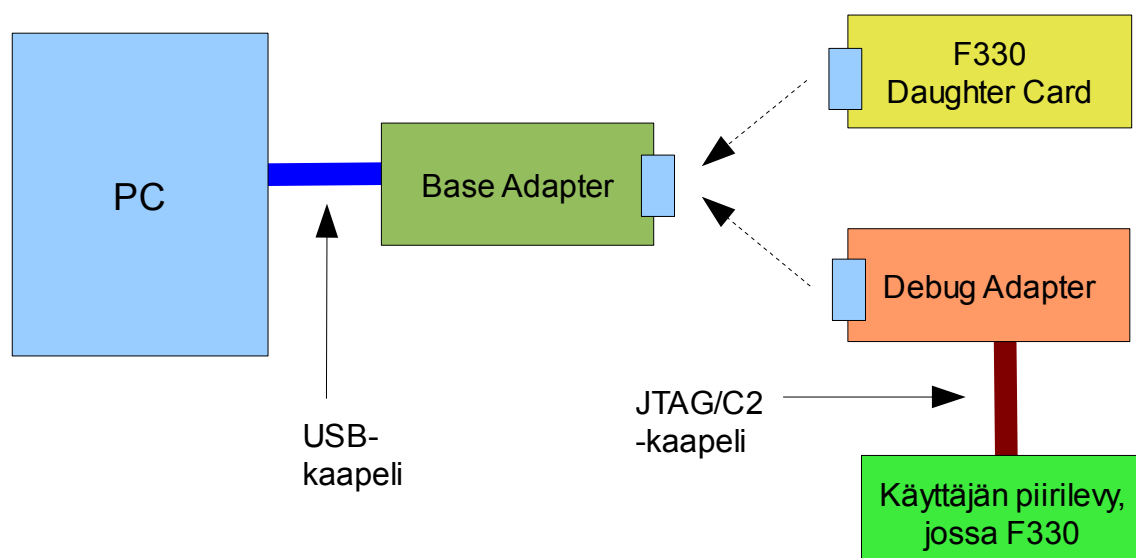 F330
Daughter Card
PC
Base Adapter
Debug Adapter
USB-
kaapeli
JTAG/C2
-kaapeli
Käyttäjän piirilevy,
jossa F330